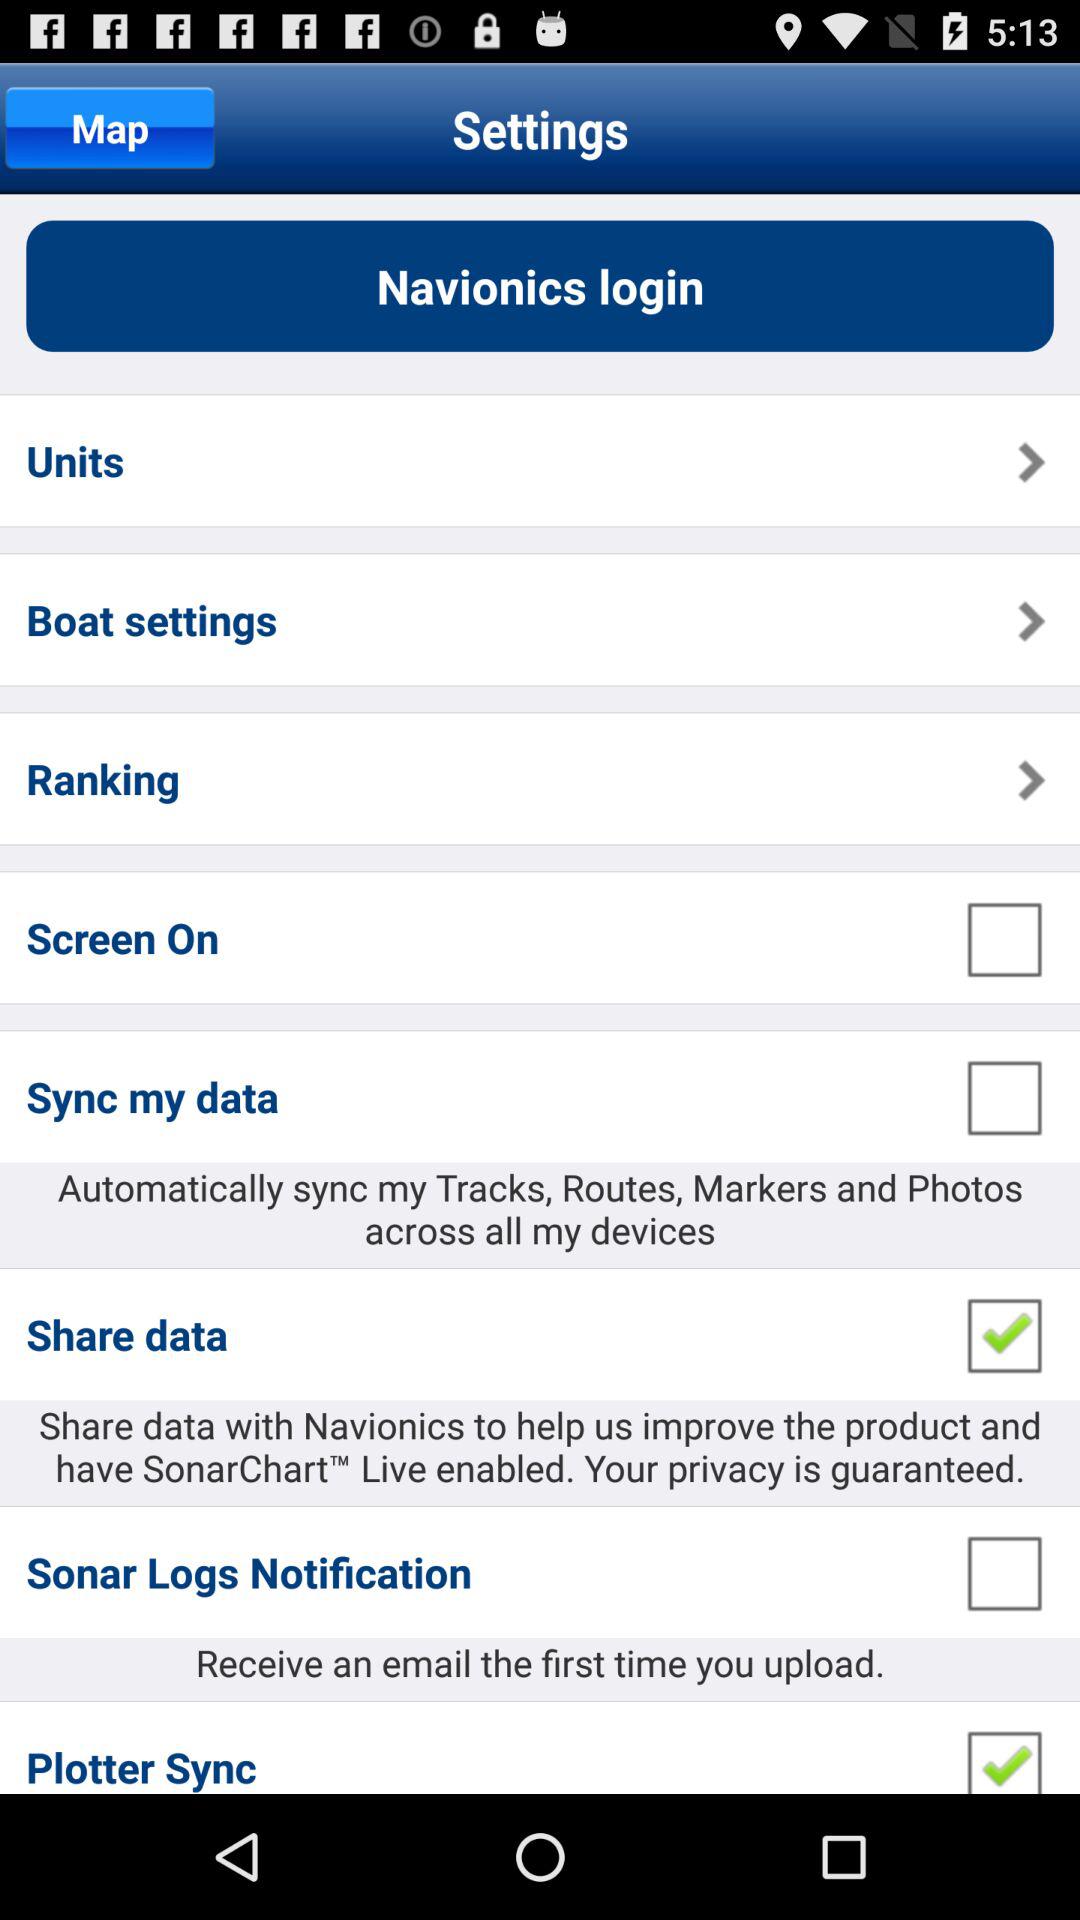 5:13
Map
Settings
Navionics login
Units
Boat settings
Ranking
Screen On
Sync my data
Automatically sync my Tracks, Routes, Markers and Photos
across all my devices
Share data
Share data with Navionics to help us improve the product and
have SonarChart™ Live enabled. Your privacy is guaranteed.
Sonar Logs Notification
Receive an email the first time you upload.
Plotter Sync